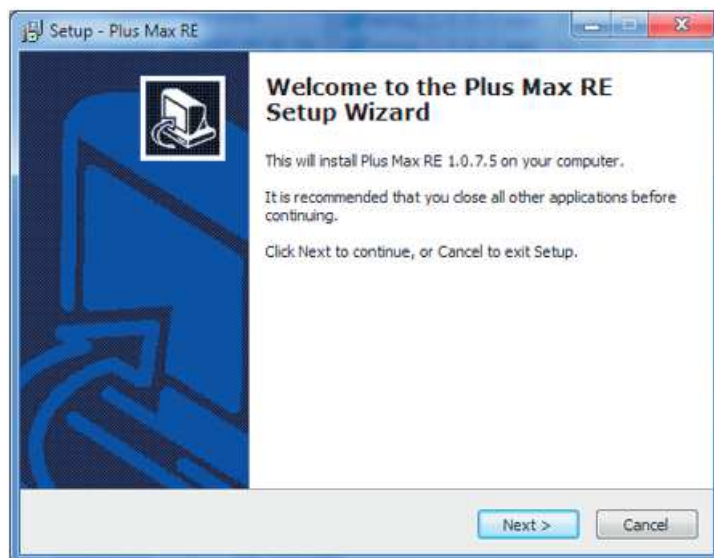 Setup - Plus Max RE
Welcome to the Plus Max RE
Setup Wizard
This will install Plus Max RE 1.0.7.5 on your computer.
It is recommended that you close all other applications before
continuing.
Click Next to continue, or Cancel to exit Setup.
Next >
Cancel